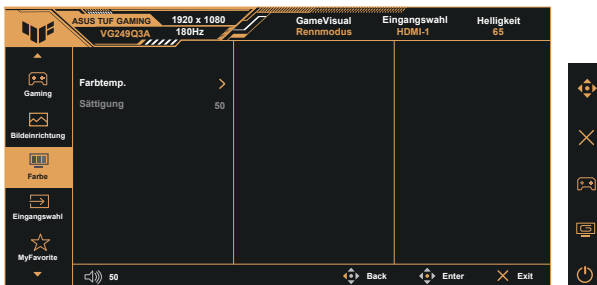 ASUS TUF GAMING 1920 x 1080 GameVisual Eingangswahl Helligkeit
VG249Q3A 180Hz Rennmodus HDMI-1 65
Gaming
Bildeinrichtung
Farbe
Eingangswahl
MyFavorite
Farbtemp.
Sättigung 50
50 Back Enter Exit